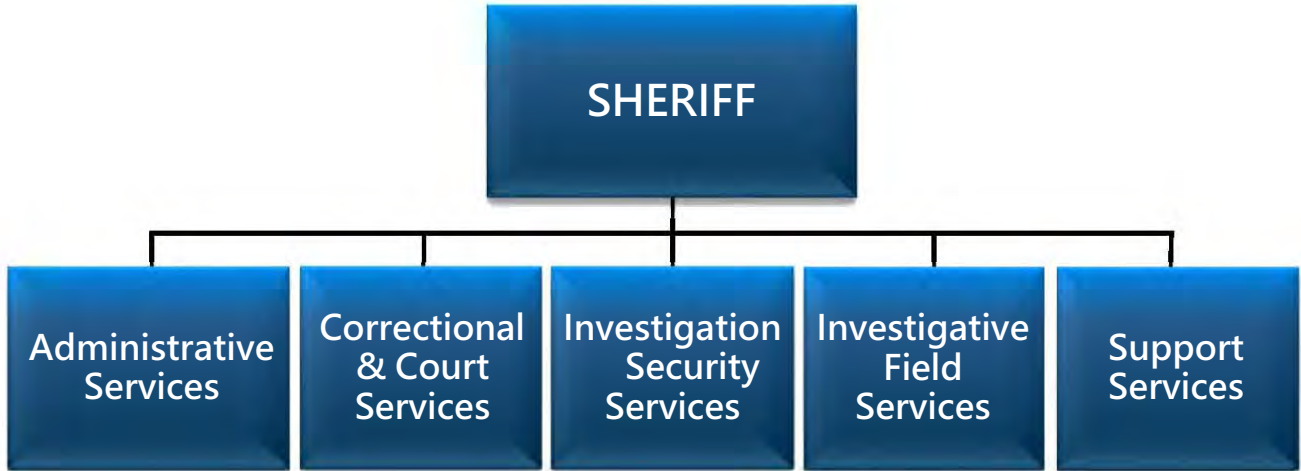 SHERIFF
Administrative
Services
Correctional
& Court
Services
Investigation
Security
Services
Investigative
Field
Services
Support
Services